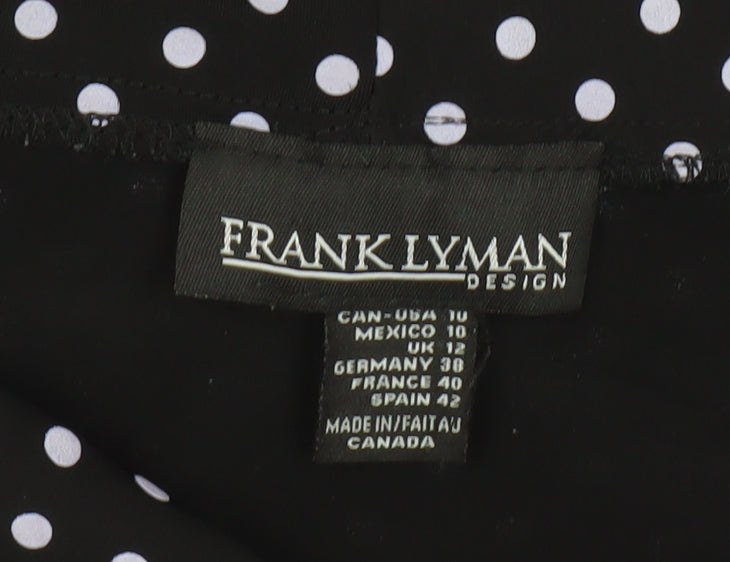 FRANK LYMAN
DESIGN
CAN-USA 10
MEXICO 10
UK 12
GERMANY 38
FRANCE 40
SPAIN 42
MADE IN/FAIT AU
CANADA